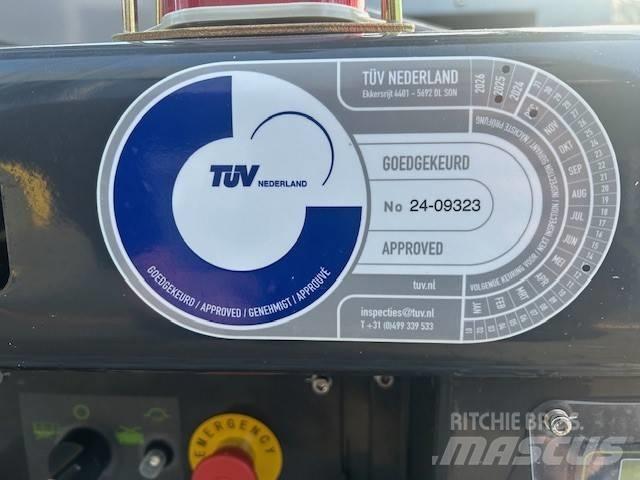 TÜV NEDERLAND
Ekkersrijt 4401 - 5692 DL SON
2026
2025
2024
GOEDGEKEURD
No 24-09323
APPROVED
tuv.nl
inspecties@tuv.nl
T +31 (0)499 339 533
TÜV NEDERLAND
GOEDGEKEURD / APPROVED / GENEHMIGT / APPROUVÉ
NOV
OKT
SEP
AUG
JUL
JUN
MEI
APR
MRT
FEB
EMERGENCY
RITCHIE BROS.
MASCUS